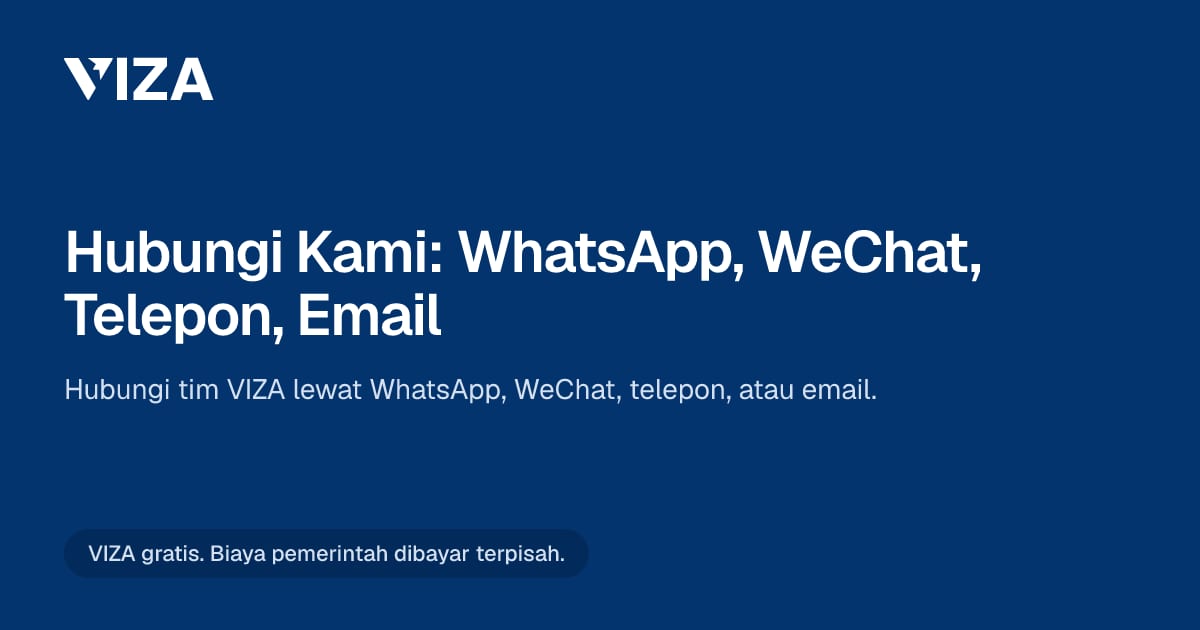 VIZA
Hubungi Kami: WhatsApp, WeChat,
Telepon, Email
Hubungi tim VIZA lewat WhatsApp, WeChat, telepon, atau email.
VIZA gratis. Biaya pemerintah dibayar terpisah.